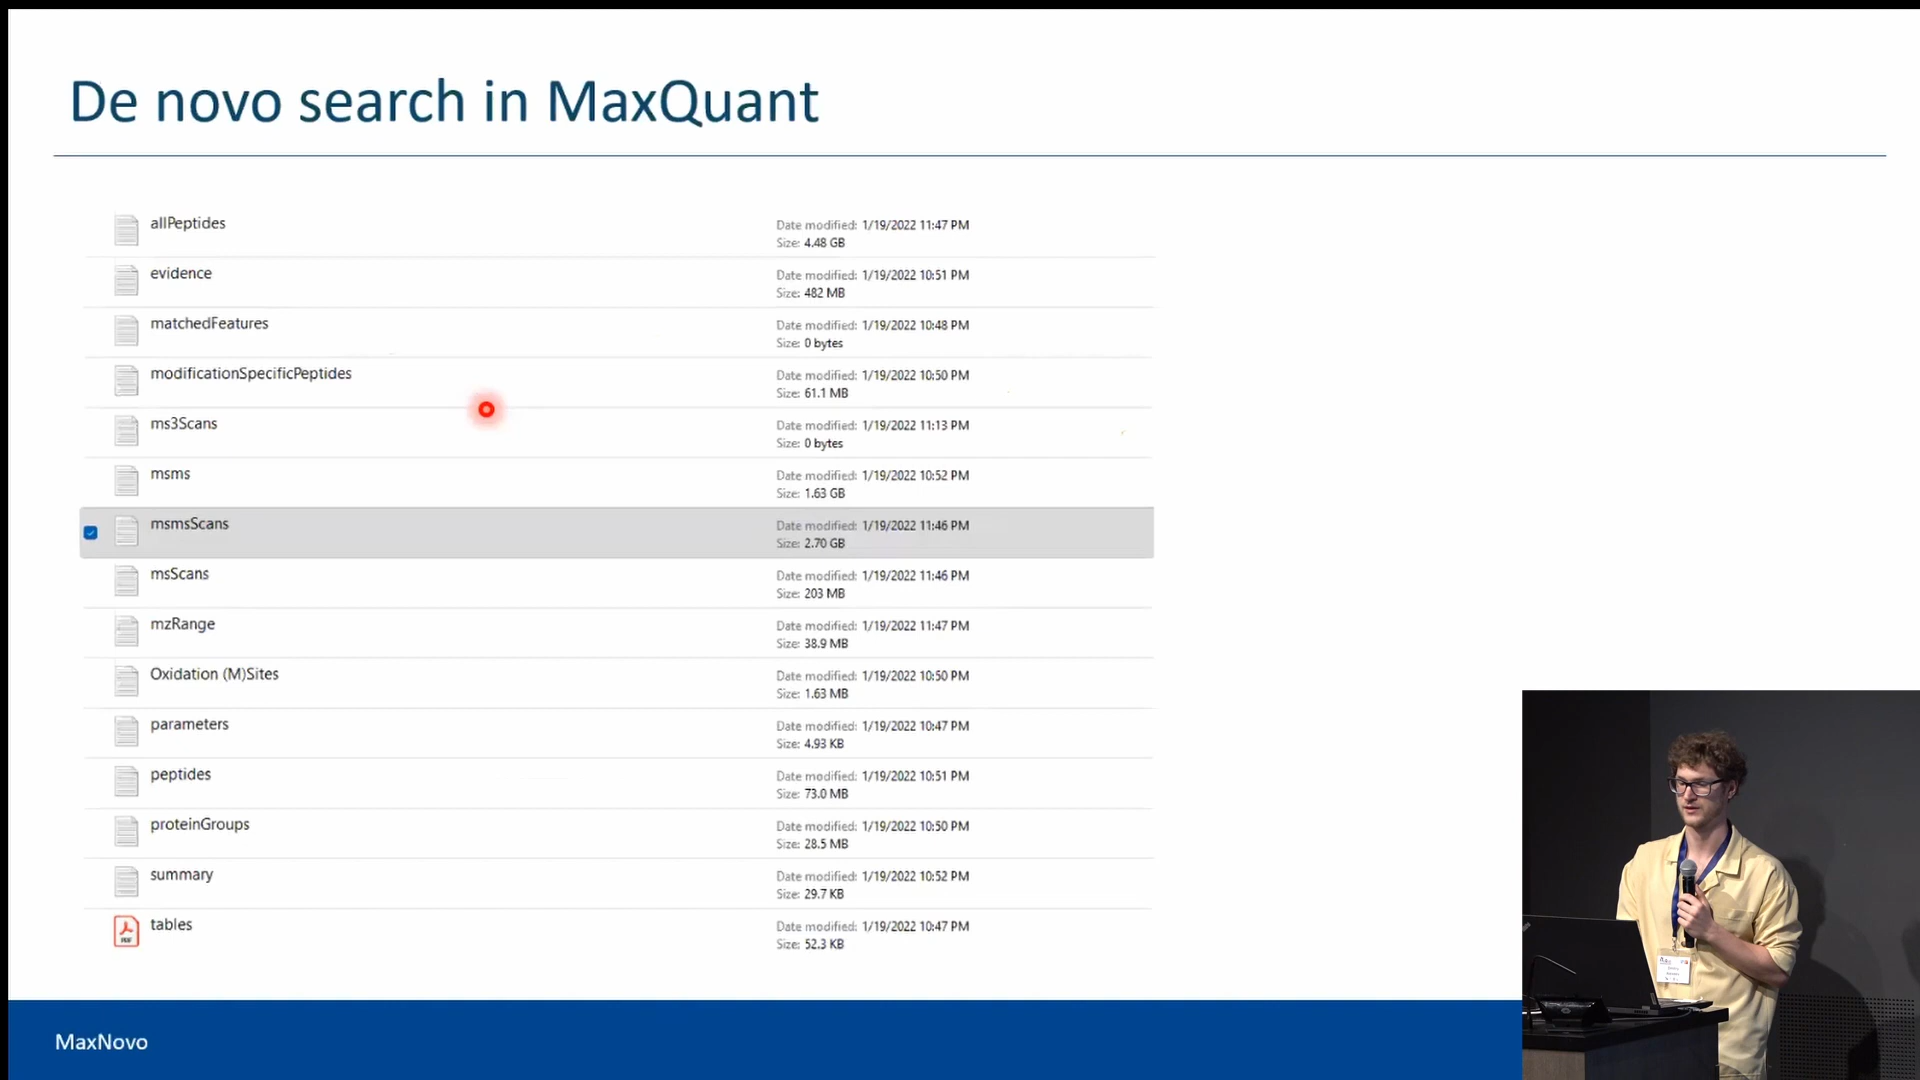 De novo search in MaxQuant
allPeptides
Date modified: 1/19/2022 11:47 PM
Size: 4.48 GB
evidence
Date modified: 1/19/2022 10:51 PM
Size: 482 MB
matchedFeatures
Date modified: 1/19/2022 10:48 PM
Size: 0 bytes
modificationSpecificPeptides
Date modified: 1/19/2022 10:50 PM
Size: 61.1 MB
ms3Scans
Date modified: 1/19/2022 11:13 PM
Size: 0 bytes
msms
Date modified: 1/19/2022 10:52 PM
Size: 1.63 GB
msmsScans
Date modified: 1/19/2022 11:46 PM
Size: 2.70 GB
msScans
Date modified: 1/19/2022 11:46 PM
Size: 203 MB
mzRange
Date modified: 1/19/2022 11:47 PM
Size: 38.9 MB
Oxidation (M)Sites
Date modified: 1/19/2022 10:50 PM
Size: 1.63 MB
parameters
Date modified: 1/19/2022 10:47 PM
Size: 4.93 KB
peptides
Date modified: 1/19/2022 10:51 PM
Size: 73.0 MB
proteinGroups
Date modified: 1/19/2022 10:50 PM
Size: 28.5 MB
summary
Date modified: 1/19/2022 10:52 PM
Size: 29.7 KB
tables
Date modified: 1/19/2022 10:47 PM
Size: 52.3 KB
PDF
MaxNovo